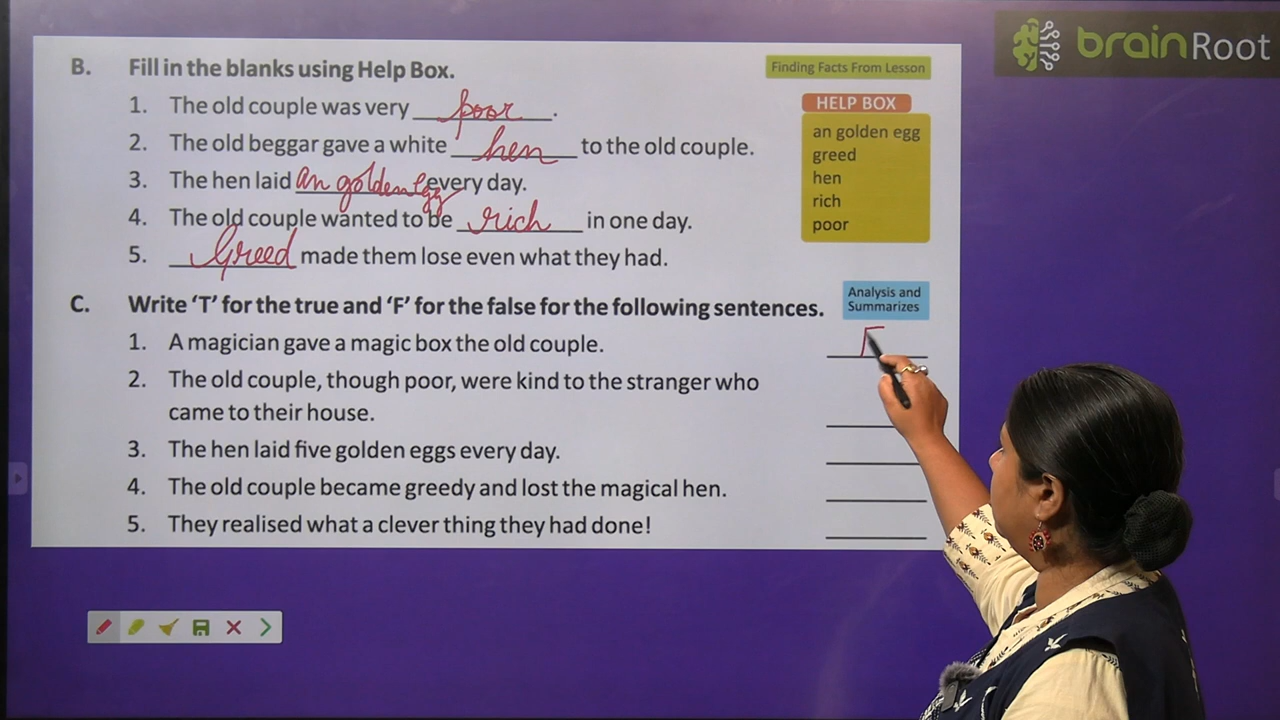 brainRoot
B. Fill in the blanks using Help Box.
Finding Facts From Lesson
1. The old couple was very poor.
2. The old beggar gave a white hen to the old couple.
3. The hen laid an golden egg every day.
4. The old couple wanted to be rich in one day.
5. Greed made them lose even what they had.
HELP BOX
an golden egg
greed
hen
rich
poor
C. Write ‘T’ for the true and ‘F’ for the false for the following sentences.
Analysis and
Summarizes
1. A magician gave a magic box the old couple.
2. The old couple, though poor, were kind to the stranger who
came to their house.
3. The hen laid five golden eggs every day.
4. The old couple became greedy and lost the magical hen.
5. They realised what a clever thing they had done!